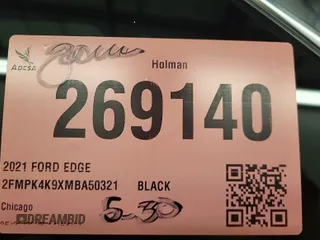 Adesa
Holman
269140
2021 FORD EDGE
2FMPK4K9XMBA50321 BLACK
Chicago
5-30
DREAMBID